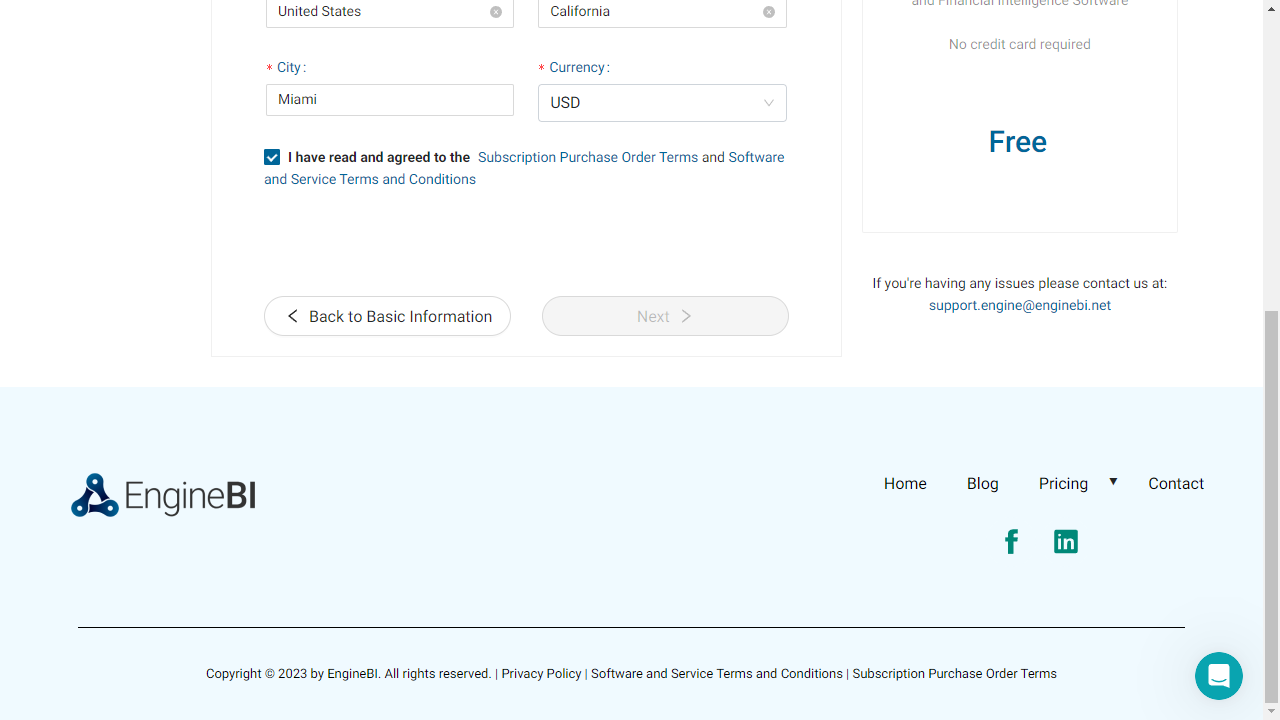 United States
California
* City :
* Currency :
Miami
USD
I have read and agreed to the Subscription Purchase Order Terms and Software
and Service Terms and Conditions
Back to Basic Information
Next
and Financial Intelligence Software
No credit card required
Free
If you're having any issues please contact us at:
support.engine@enginebi.net
EngineBI
Home
Blog
Pricing
Contact
f
in
Copyright © 2023 by EngineBI. All rights reserved. | Privacy Policy | Software and Service Terms and Conditions | Subscription Purchase Order Terms